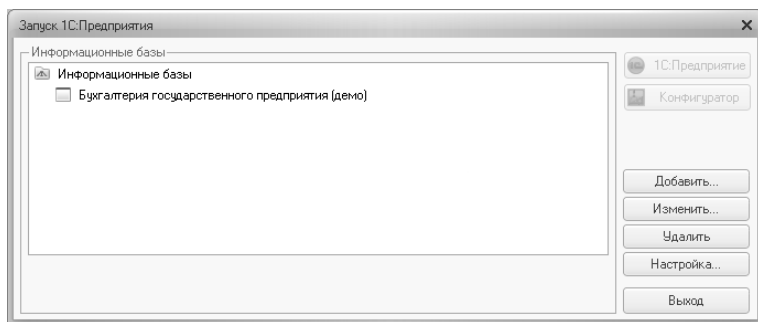 Запуск 1С:Предприятия
Информационные базы
Информационные базы
Бухгалтерия государственного предприятия (демо)
1С:Предприятие
Конфигуратор
Добавить...
Изменить...
Удалить
Настройка...
Выход